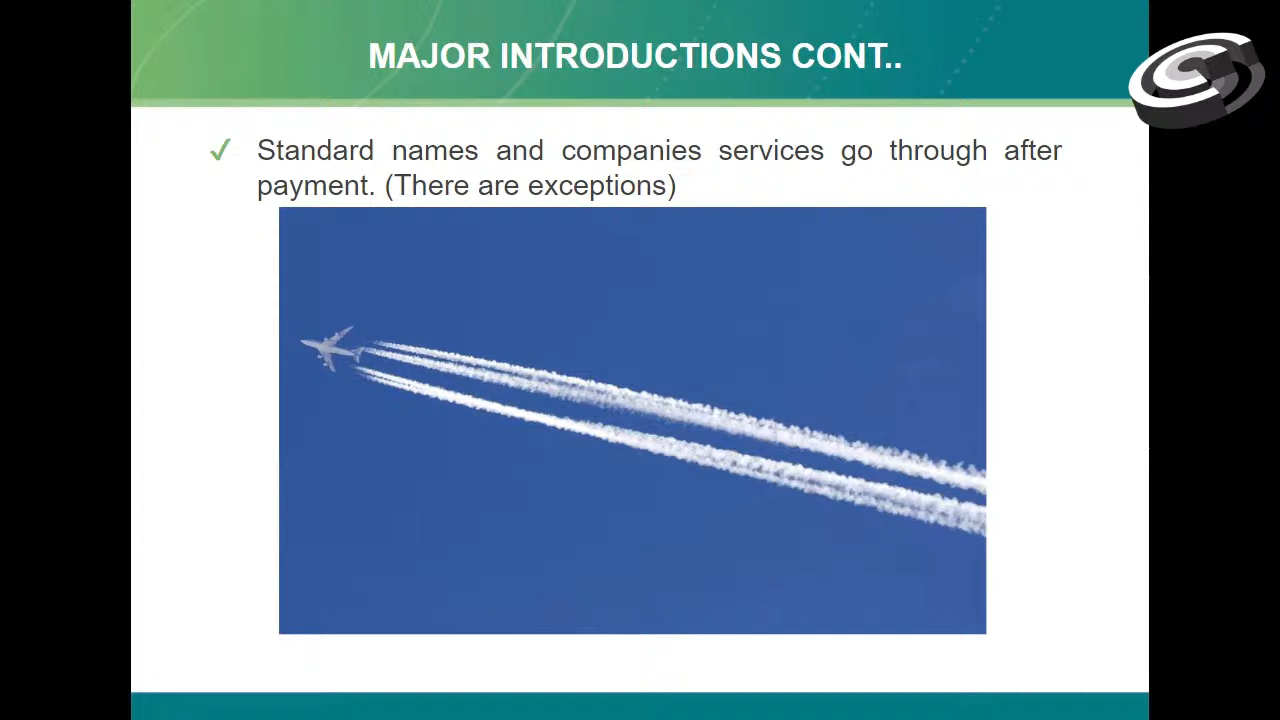 MAJOR INTRODUCTIONS CONT..
Standard names and companies services go through after
payment. (There are exceptions)